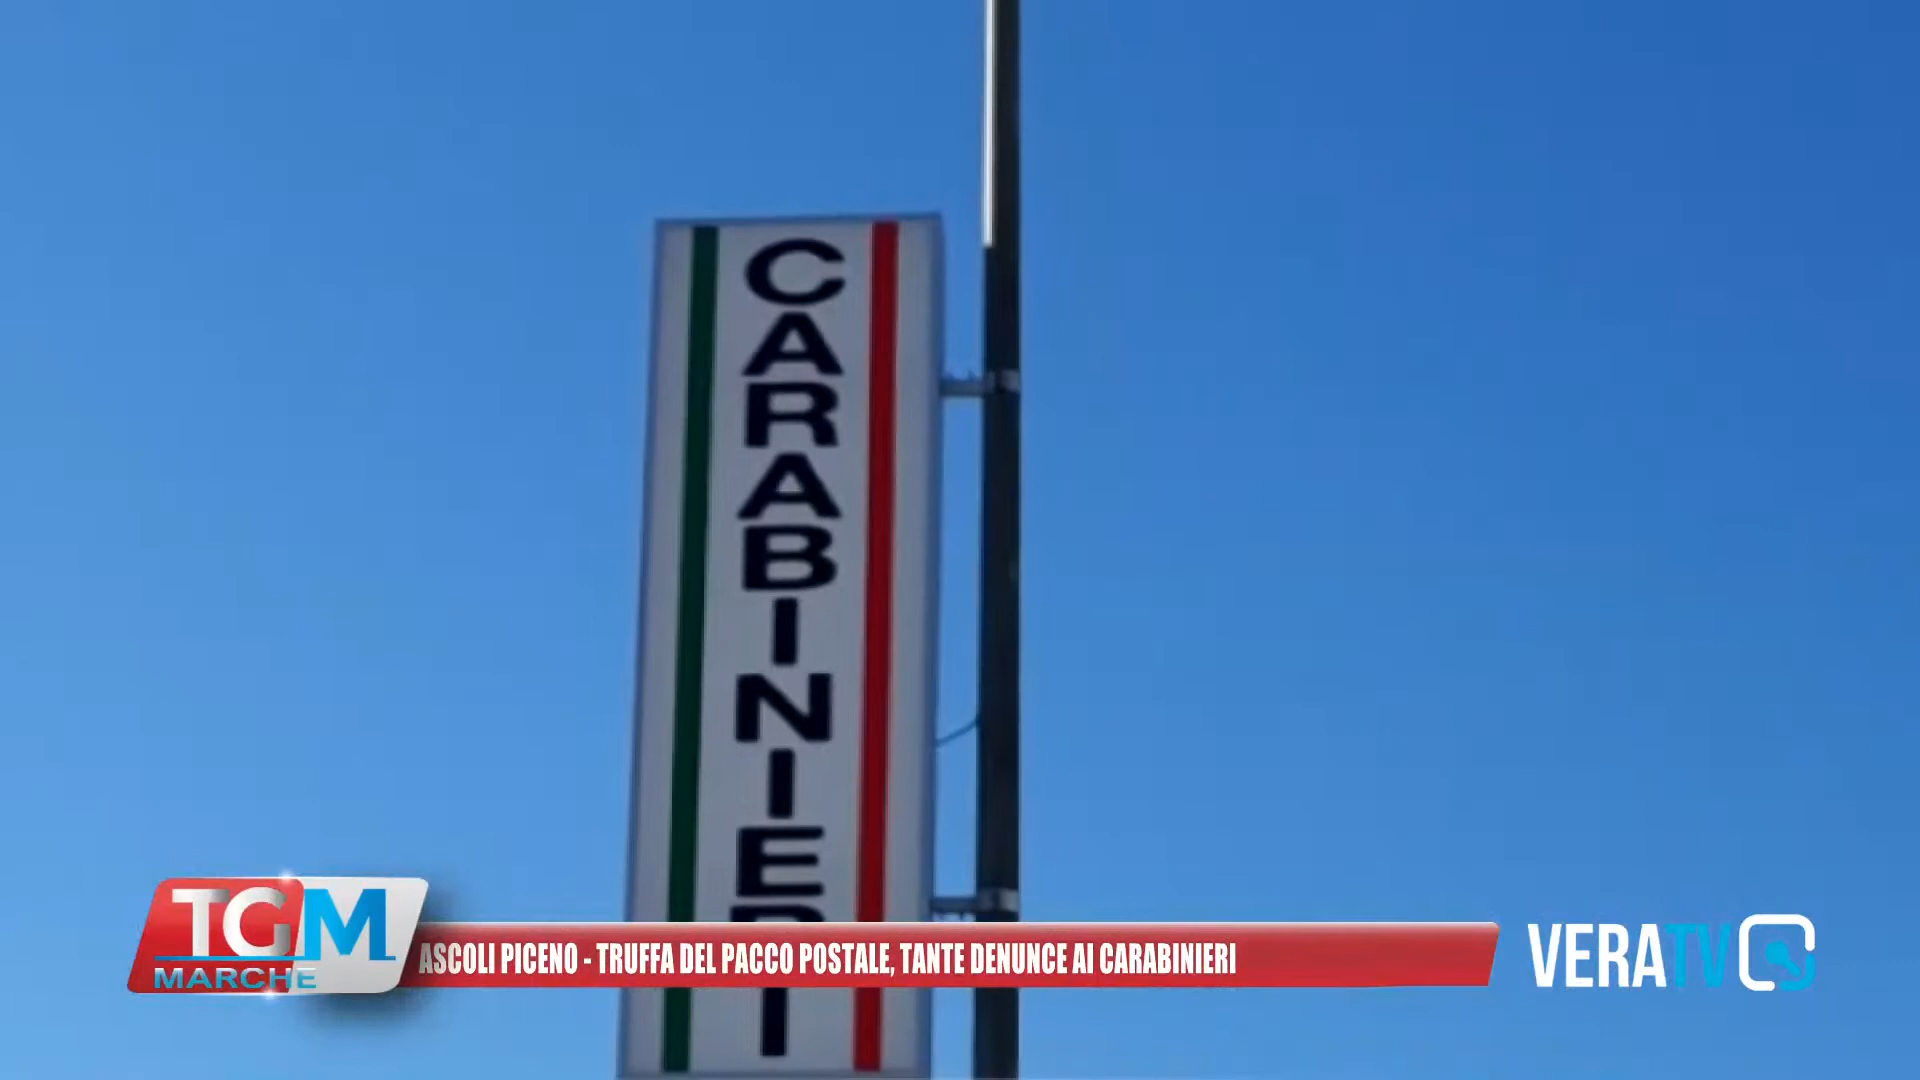 CARABINIERI
TGM
MARCHE
ASCOLI PICENO - TRUFFA DEL PACCO POSTALE, TANTE DENUNCE AI CARABINIERI
VERATV